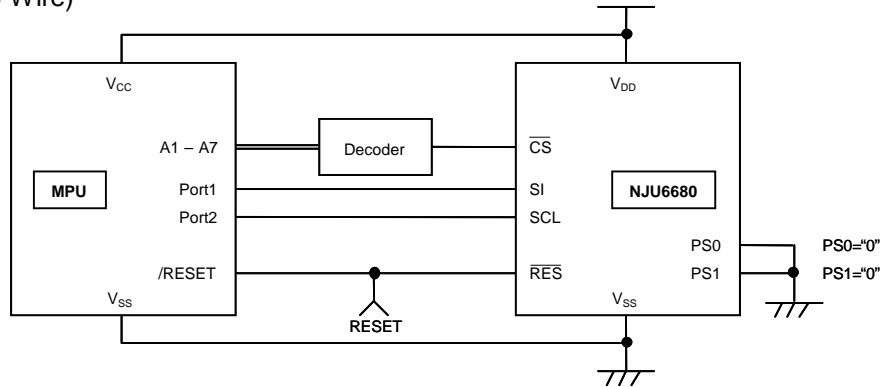 Wire)
VCC
VDD
A1 – A7
Decoder
CS
MPU
Port1
SI
NJU6680
Port2
SCL
PS0
PS0=“0”
/RESET
RES
PS1
PS1=“0”
VSS
VSS
RESET